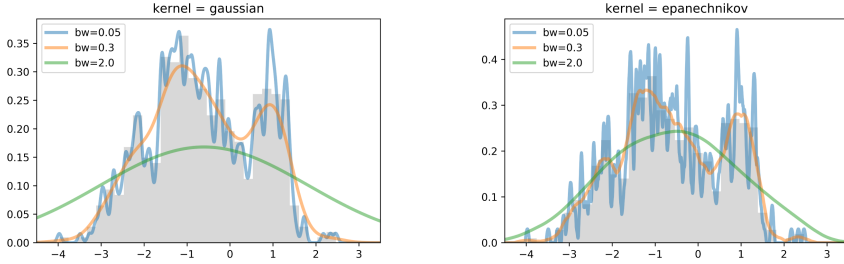 kernel = gaussian
bw=0.05
bw=0.3
bw=2.0
0.35
0.30
0.25
0.20
0.15
0.10
0.05
0.00
−4 −3 −2 −1 0 1 2 3
kernel = epanechnikov
bw=0.05
bw=0.3
bw=2.0
0.4
0.3
0.2
0.1
0.0
−4 −3 −2 −1 0 1 2 3